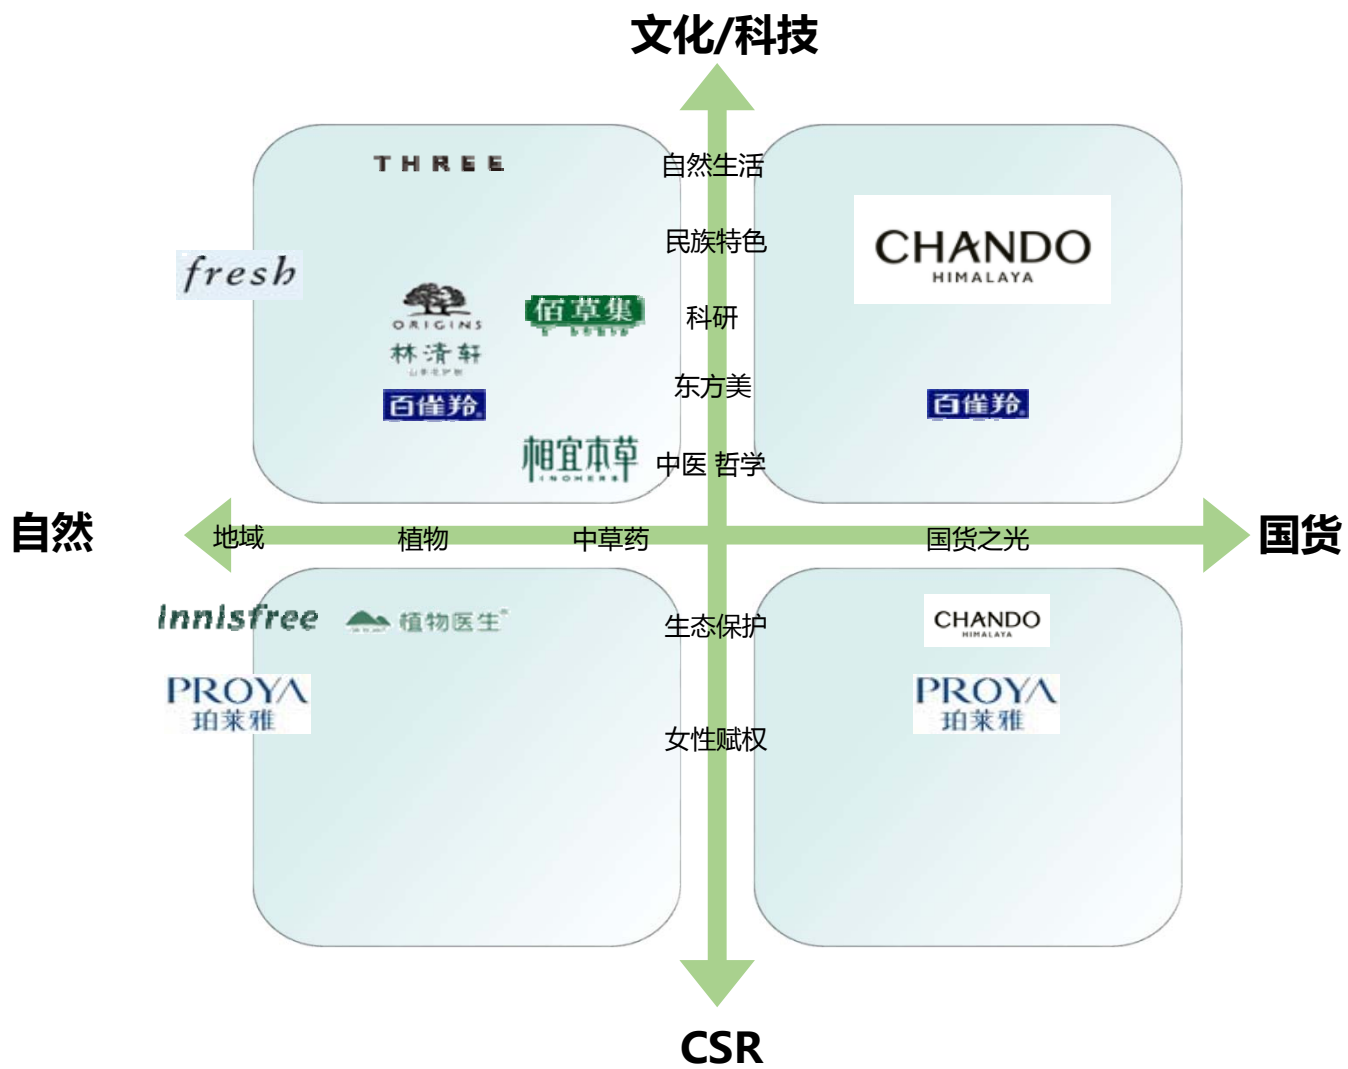 文化/科技
THREE
自然生活
民族特色
CHANDO
HIMALAYA
fresh
ORIGINS
佰草集
科研
林清轩
百雀羚
东方美
百雀羚
相宜本草
INOHERB
中医 哲学
自然
地域
植物
中草药
国货之光
国货
innisfree
植物医生
生态保护
CHANDO
HIMALAYA
PROYA
珀莱雅
PROYA
珀莱雅
女性赋权
CSR